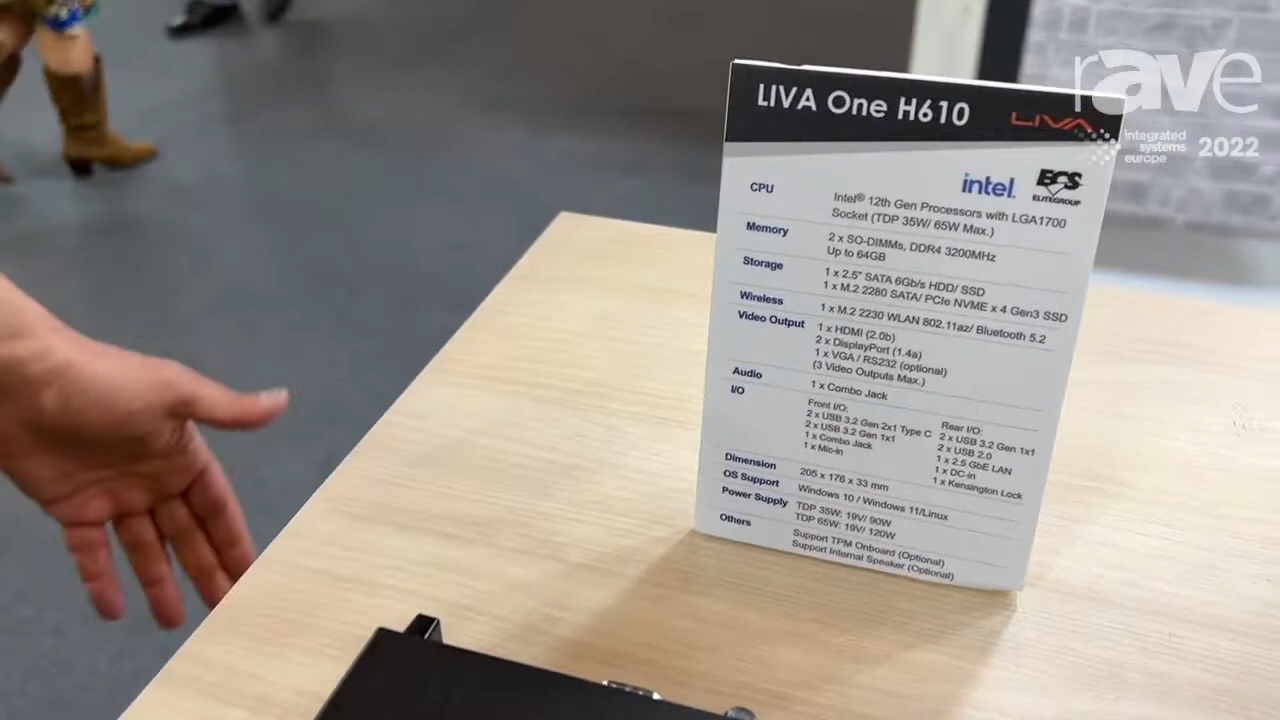 rAVe
integrated
systems
europe
2022
LIVA One H610
LIVA
intel.
ECS
ELITEGROUP
CPU
Intel® 12th Gen Processors with LGA1700
Socket (TDP 35W/ 65W Max.)
Memory
2 x SO-DIMMs, DDR4 3200MHz
Up to 64GB
Storage
1 x 2.5" SATA 6Gb/s HDD/ SSD
1 x M.2 2280 SATA/ PCIe NVME x 4 Gen3 SSD
Wireless
1 x M.2 2230 WLAN 802.11az/ Bluetooth 5.2
Video Output
1 x HDMI (2.0b)
2 x DisplayPort (1.4a)
1 x VGA / RS232 (optional)
(3 Video Outputs Max.)
Audio
1 x Combo Jack
I/O
Front I/O:
2 x USB 3.2 Gen 2x1 Type C
2 x USB 3.2 Gen 1x1
1 x Combo Jack
1 x Mic-in
Rear I/O:
2 x USB 3.2 Gen 1x1
2 x USB 2.0
1 x 2.5 GbE LAN
1 x DC-in
1 x Kensington Lock
Dimension
205 x 176 x 33 mm
OS Support
Windows 10 / Windows 11/Linux
Power Supply
TDP 35W: 19V/ 90W
TDP 65W: 19V/ 120W
Others
Support TPM Onboard (Optional)
Support Internal Speaker (Optional)